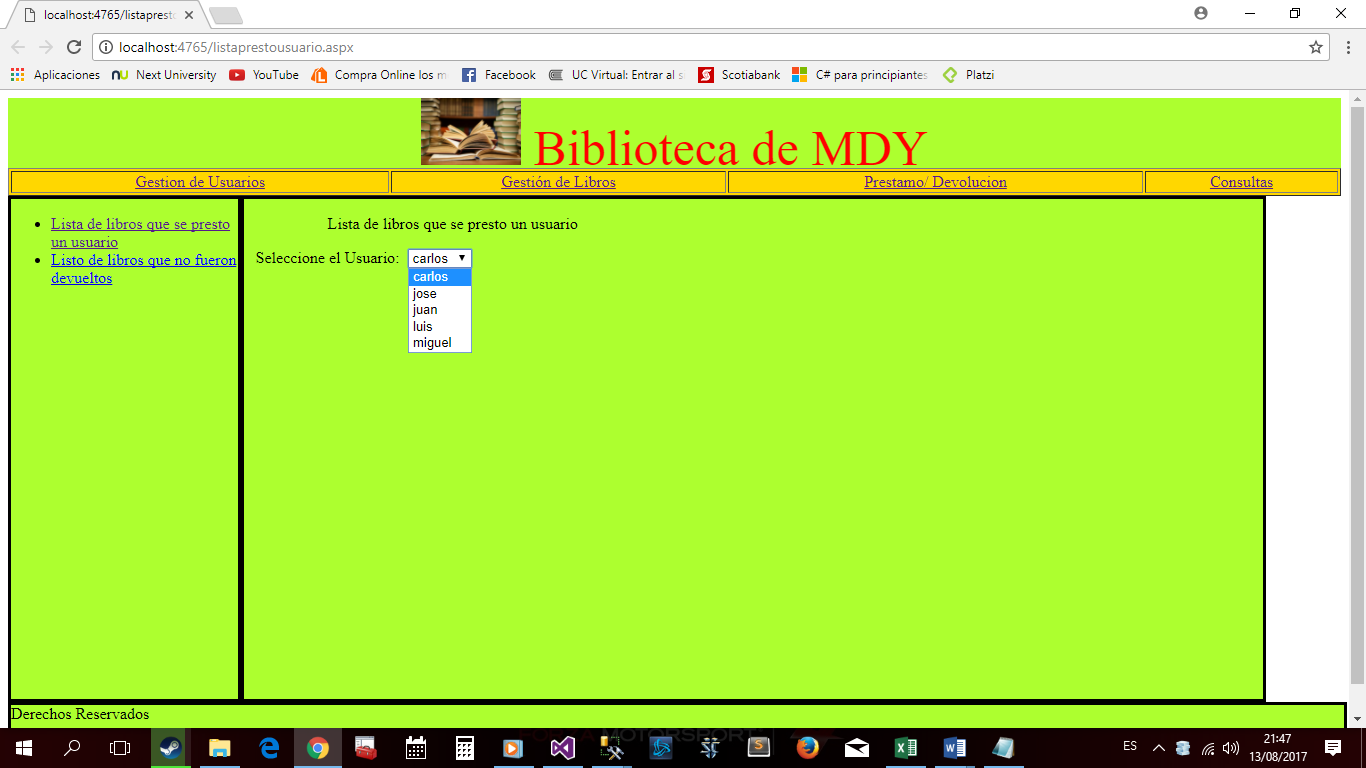 localhost:4765/listaprest
localhost:4765/listaprestousuario.aspx
Aplicaciones
Next University
YouTube
Compra Online los m
Facebook
UC Virtual: Entrar al s
Scotiabank
C# para principiantes
Platzi
Biblioteca de MDY
Gestion de Usuarios
Gestión de Libros
Prestamo/ Devolucion
Consultas
Lista de libros que se presto
un usuario
Listo de libros que no fueron
devueltos
Lista de libros que se presto un usuario
Seleccione el Usuario:
carlos
carlos
jose
juan
luis
miguel
Derechos Reservados
MOTORSPORT
ES
21:47
13/08/2017